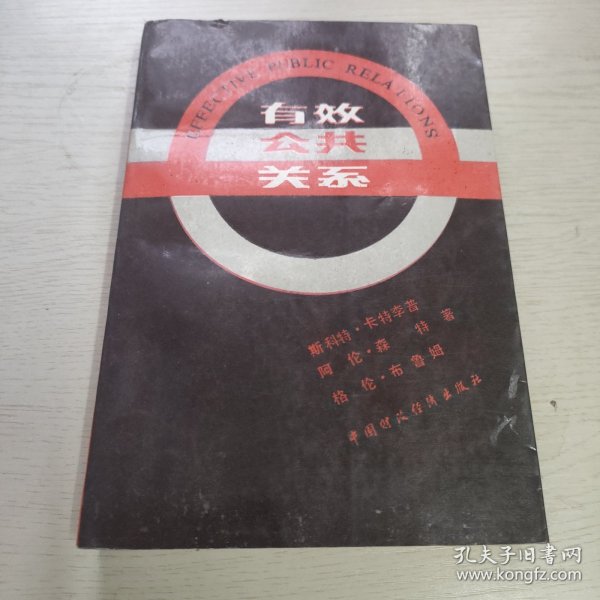 EFFECTIVE PUBLIC RELATIONS
有效
公共
关系
斯科特·卡特李普
阿伦·森特 著
格伦·布鲁姆
中国财政经济出版社
孔夫子旧书网
www.kongfz.com